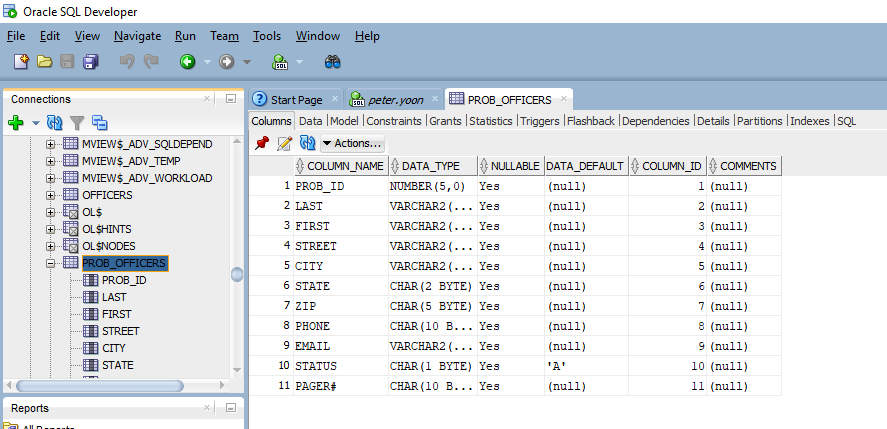 Oracle SQL Developer
File Edit View Navigate Run Team Tools Window Help
SQL
Connections
MVIEW$_ADV_SQLDEPEND
MVIEW$_ADV_TEMP
MVIEW$_ADV_WORKLOAD
OFFICERS
OL$
OL$HINTS
OL$NODES
PROB_OFFICERS
PROB_ID
LAST
FIRST
STREET
CITY
STATE
Reports
All Reports
Start Page peter.yoon PROB_OFFICERS
Columns Data Model Constraints Grants Statistics Triggers Flashback Dependencies Details Partitions Indexes SQL
Actions...
COLUMN_NAME DATA_TYPE NULLABLE DATA_DEFAULT COLUMN_ID COMMENTS
1 PROB_ID NUMBER(5,0) Yes (null) 1 (null)
2 LAST VARCHAR2(... Yes (null) 2 (null)
3 FIRST VARCHAR2(... Yes (null) 3 (null)
4 STREET VARCHAR2(... Yes (null) 4 (null)
5 CITY VARCHAR2(... Yes (null) 5 (null)
6 STATE CHAR(2 BYTE) Yes (null) 6 (null)
7 ZIP CHAR(5 BYTE) Yes (null) 7 (null)
8 PHONE CHAR(10 B... Yes (null) 8 (null)
9 EMAIL VARCHAR2(... Yes (null) 9 (null)
10 STATUS CHAR(1 BYTE) Yes 'A' 10 (null)
11 PAGER# CHAR(10 B... Yes (null) 11 (null)